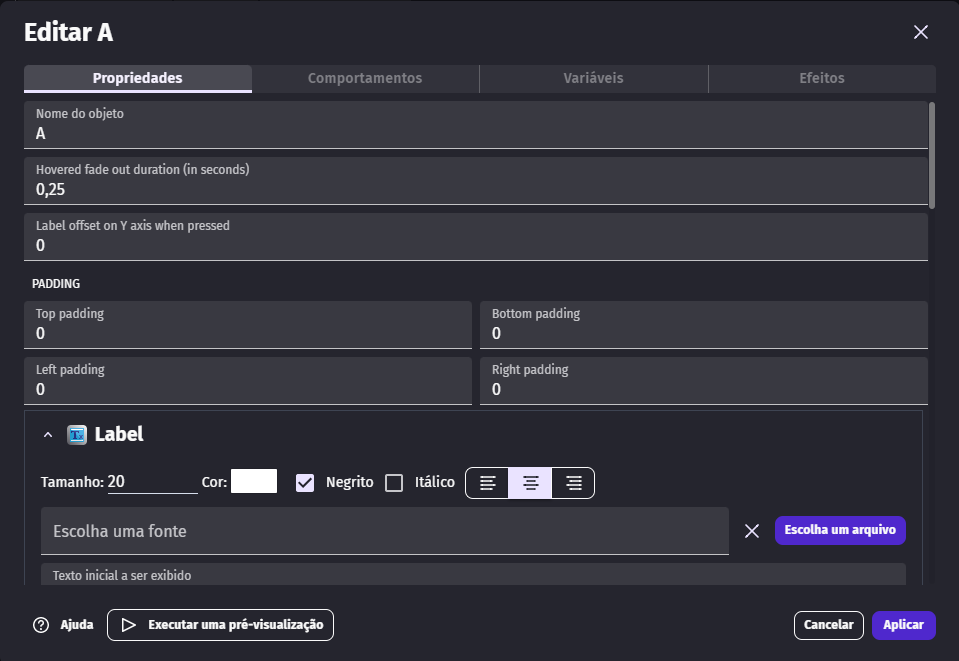 Editar A
Propriedades Comportamentos Variáveis Efeitos
Nome do objeto
A
Hovered fade out duration (in seconds)
0,25
Label offset on Y axis when pressed
0
PADDING
Top padding Bottom padding
0 0
Left padding Right padding
0 0
Label
Tamanho: 20 Cor: Negrito Itálico
Escolha uma fonte Escolha um arquivo
Texto inicial a ser exibido
Ajuda Executar uma pré-visualização Cancelar Aplicar